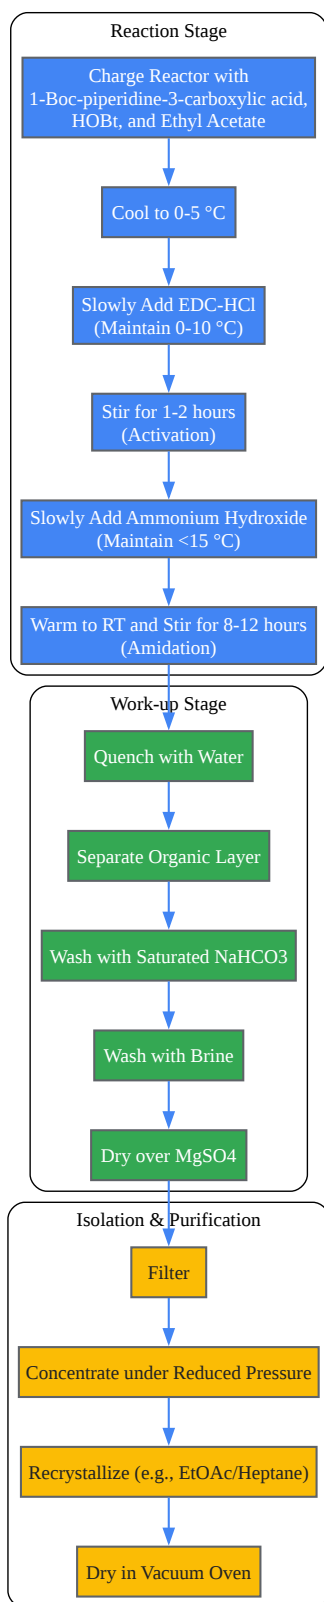 Reaction Stage
Charge Reactor with
1-Boc-piperidine-3-carboxylic acid,
HOBt, and Ethyl Acetate
Cool to 0-5 °C
Slowly Add EDC-HCl
(Maintain 0-10 °C)
Stir for 1-2 hours
(Activation)
Slowly Add Ammonium Hydroxide
(Maintain <15 °C)
Warm to RT and Stir for 8-12 hours
(Amidation)
Work-up Stage
Quench with Water
Separate Organic Layer
Wash with Saturated NaHCO3
Wash with Brine
Dry over MgSO4
Isolation & Purification
Filter
Concentrate under Reduced Pressure
Recrystallize (e.g., EtOAc/Heptane)
Dry in Vacuum Oven